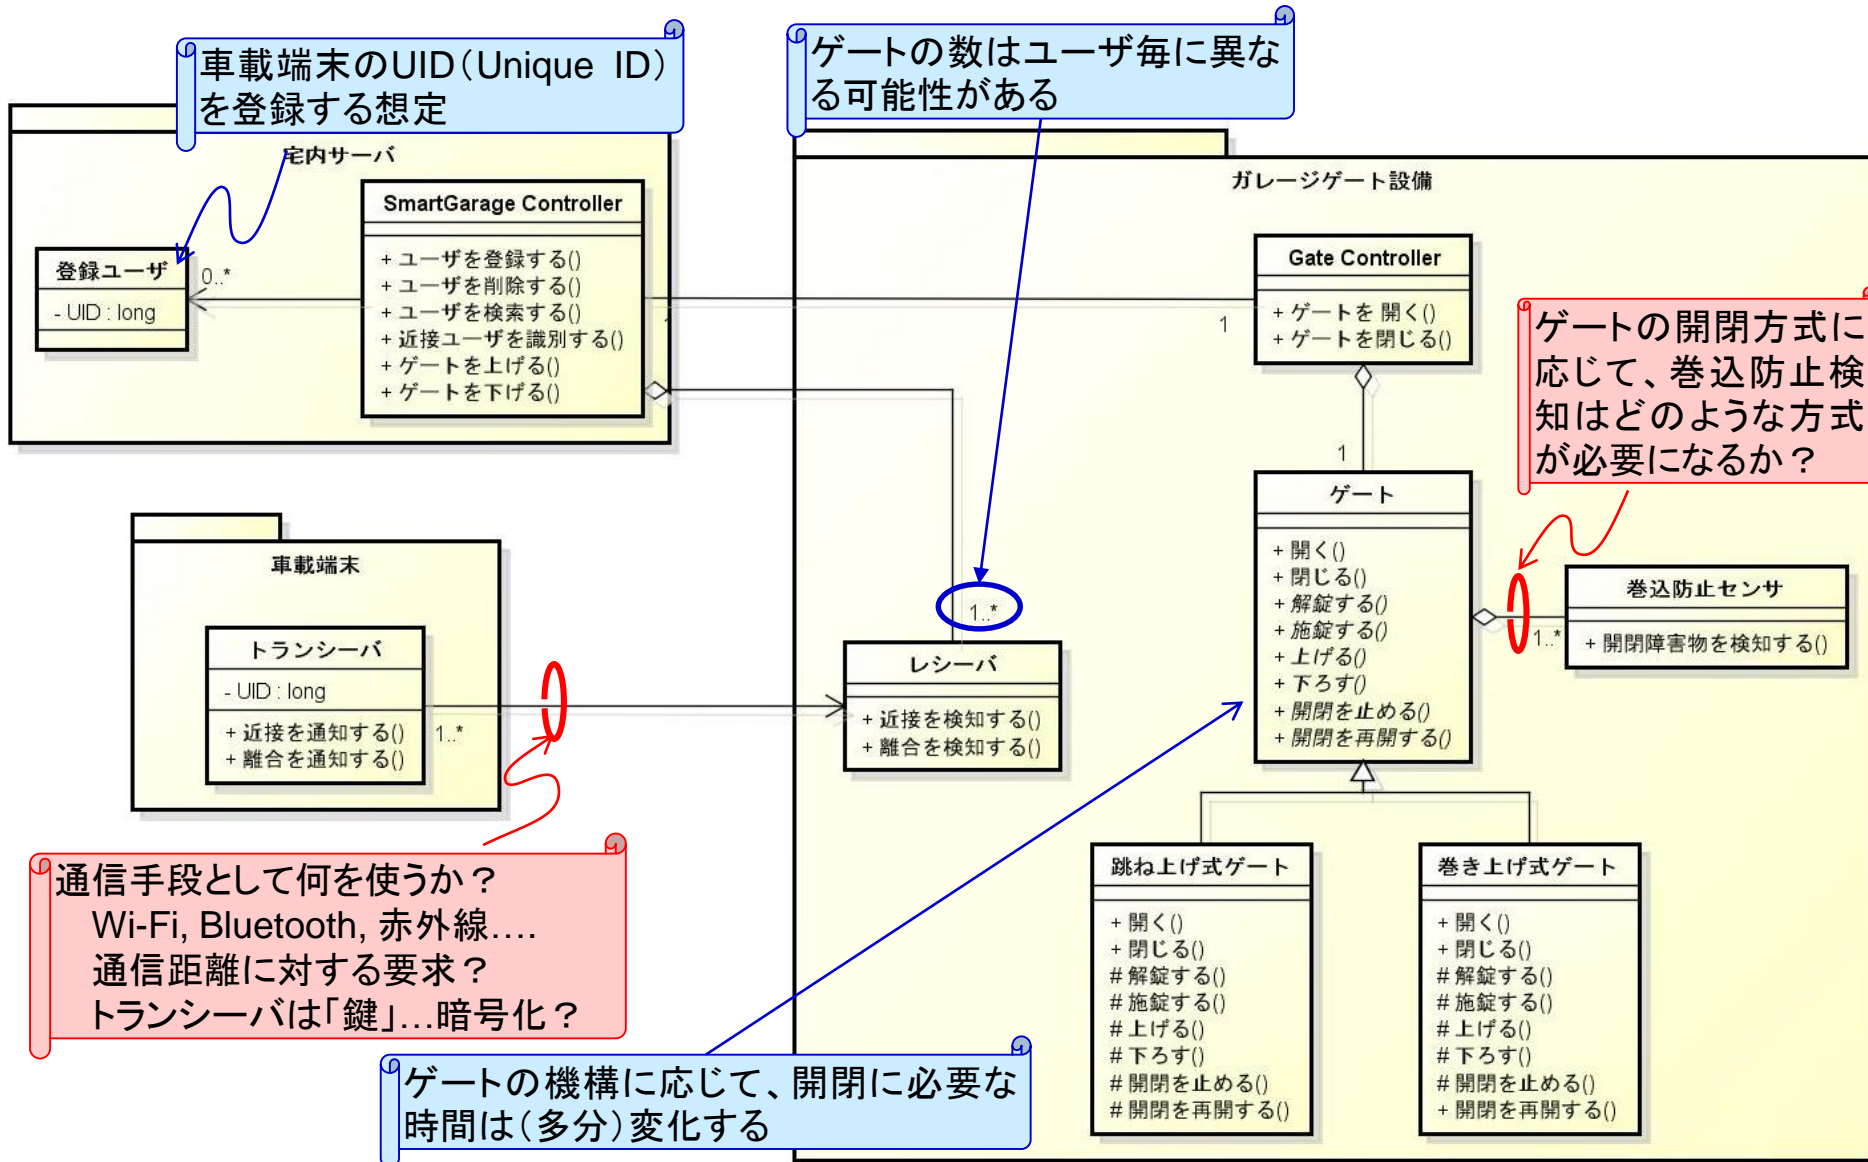 車載端末のUID（Unique ID）
を登録する想定
ゲートの数はユーザ毎に異な
る可能性がある
宅内サーバ
SmartGarage Controller
+ ユーザを登録する()
+ ユーザを削除する()
+ ユーザを検索する()
+ 近接ユーザを識別する()
+ ゲートを上げる()
+ ゲートを下げる()
登録ユーザ
- UID : long
0..*
1
ガレージゲート設備
Gate Controller
+ ゲートを 開く()
+ ゲートを閉じる()
1
1
ゲートの開閉方式に
応じて、巻込防止検
知はどのような方式
が必要になるか？
ゲート
+ 開く()
+ 閉じる()
+ 解錠する()
+ 施錠する()
+ 上げる()
+ 下ろす()
+ 開閉を止める()
+ 開閉を再開する()
巻込防止センサ
+ 開閉障害物を検知する()
1..*
車載端末
トランシーバ
- UID : long
+ 近接を通知する()
+ 離合を通知する()
1..*
1..*
レシーバ
+ 近接を検知する()
+ 離合を検知する()
通信手段として何を使うか？
Wi-Fi, Bluetooth, 赤外線....
通信距離に対する要求？
トランシーバは「鍵」...暗号化？
跳ね上げ式ゲート
+ 開く()
+ 閉じる()
# 解錠する()
# 施錠する()
# 上げる()
# 下ろす()
# 開閉を止める()
# 開閉を再開する()
巻き上げ式ゲート
+ 開く()
+ 閉じる()
# 解錠する()
# 施錠する()
# 上げる()
# 下ろす()
# 開閉を止める()
+ 開閉を再開する()
ゲートの機構に応じて、開閉に必要な
時間は（多分）変化する